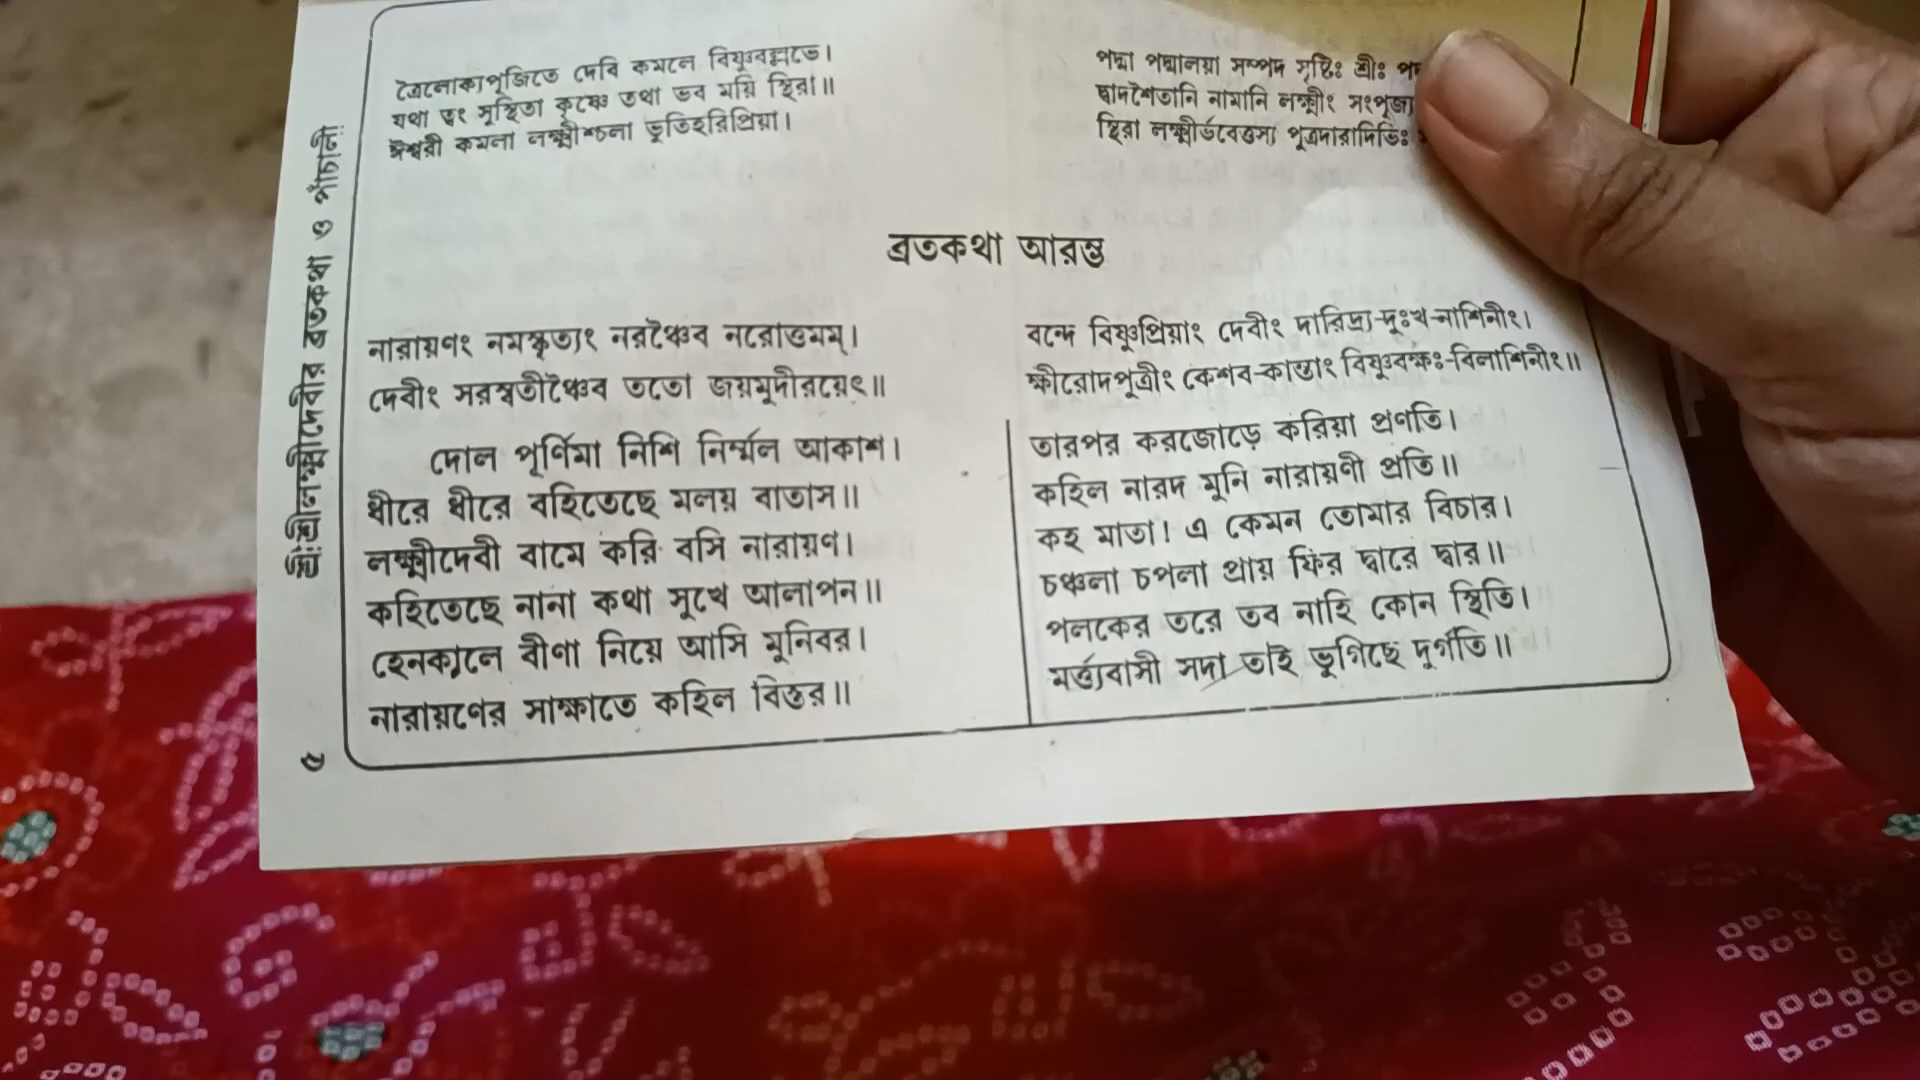 শ্রীশ্রীলক্ষ্মীদেবীর ব্রতকথা ও পাঁচালী
ত্রৈলোক্যপূজিতে দেবি কমলে বিষ্ণুবল্লভে।
যথা ত্বং সুস্থিতা কৃষ্ণে তথা ভব ময়ি স্থিরা॥
ঈশ্বরী কমলা লক্ষ্মীশ্চলা ভূতিহরিপ্রিয়া।
পদ্মা পদ্মালয়া সম্পদ সৃষ্টিঃ শ্রীঃ
দ্বাদশৈতানি নামানি লক্ষ্মীং সংপূজ্য
স্থিরা লক্ষ্মীর্ভবেত্তস্য পুত্রদারাদিভিঃ
ব্রতকথা আরম্ভ
নারায়ণং নমস্কৃত্যং নরঞ্চৈব নরোত্তমম্।
দেবীং সরস্বতীঞ্চৈব ততো জয়মুদীরয়েৎ॥
বন্দে বিষ্ণুপ্রিয়াং দেবীং দারিদ্র্য-দুঃখ-নাশিনীং।
ক্ষীরোদপুত্রীং কেশব-কান্তাং বিষ্ণুবক্ষঃ-বিলাশিনীং॥
দোল পূর্ণিমা নিশি নির্ম্মল আকাশ।
ধীরে ধীরে বহিতেছে মলয় বাতাস॥
লক্ষ্মীদেবী বামে করি বসি নারায়ণ।
কহিতেছে নানা কথা সুখে আলাপন॥
হেনকালে বীণা নিয়ে আসি মুনিবর।
নারায়ণের সাক্ষাতে কহিল বিস্তর॥
তারপর করজোড়ে করিয়া প্রণতি।
কহিল নারদ মুনি নারায়ণী প্রতি॥
কহ মাতা! এ কেমন তোমার বিচার।
চঞ্চলা চপলা প্রায় ফির দ্বারে দ্বার॥
পলকের তরে তব নাহি কোন স্থিতি।
মর্ত্ত্যবাসী সদা তাই ভুগিছে দুর্গতি॥
৫